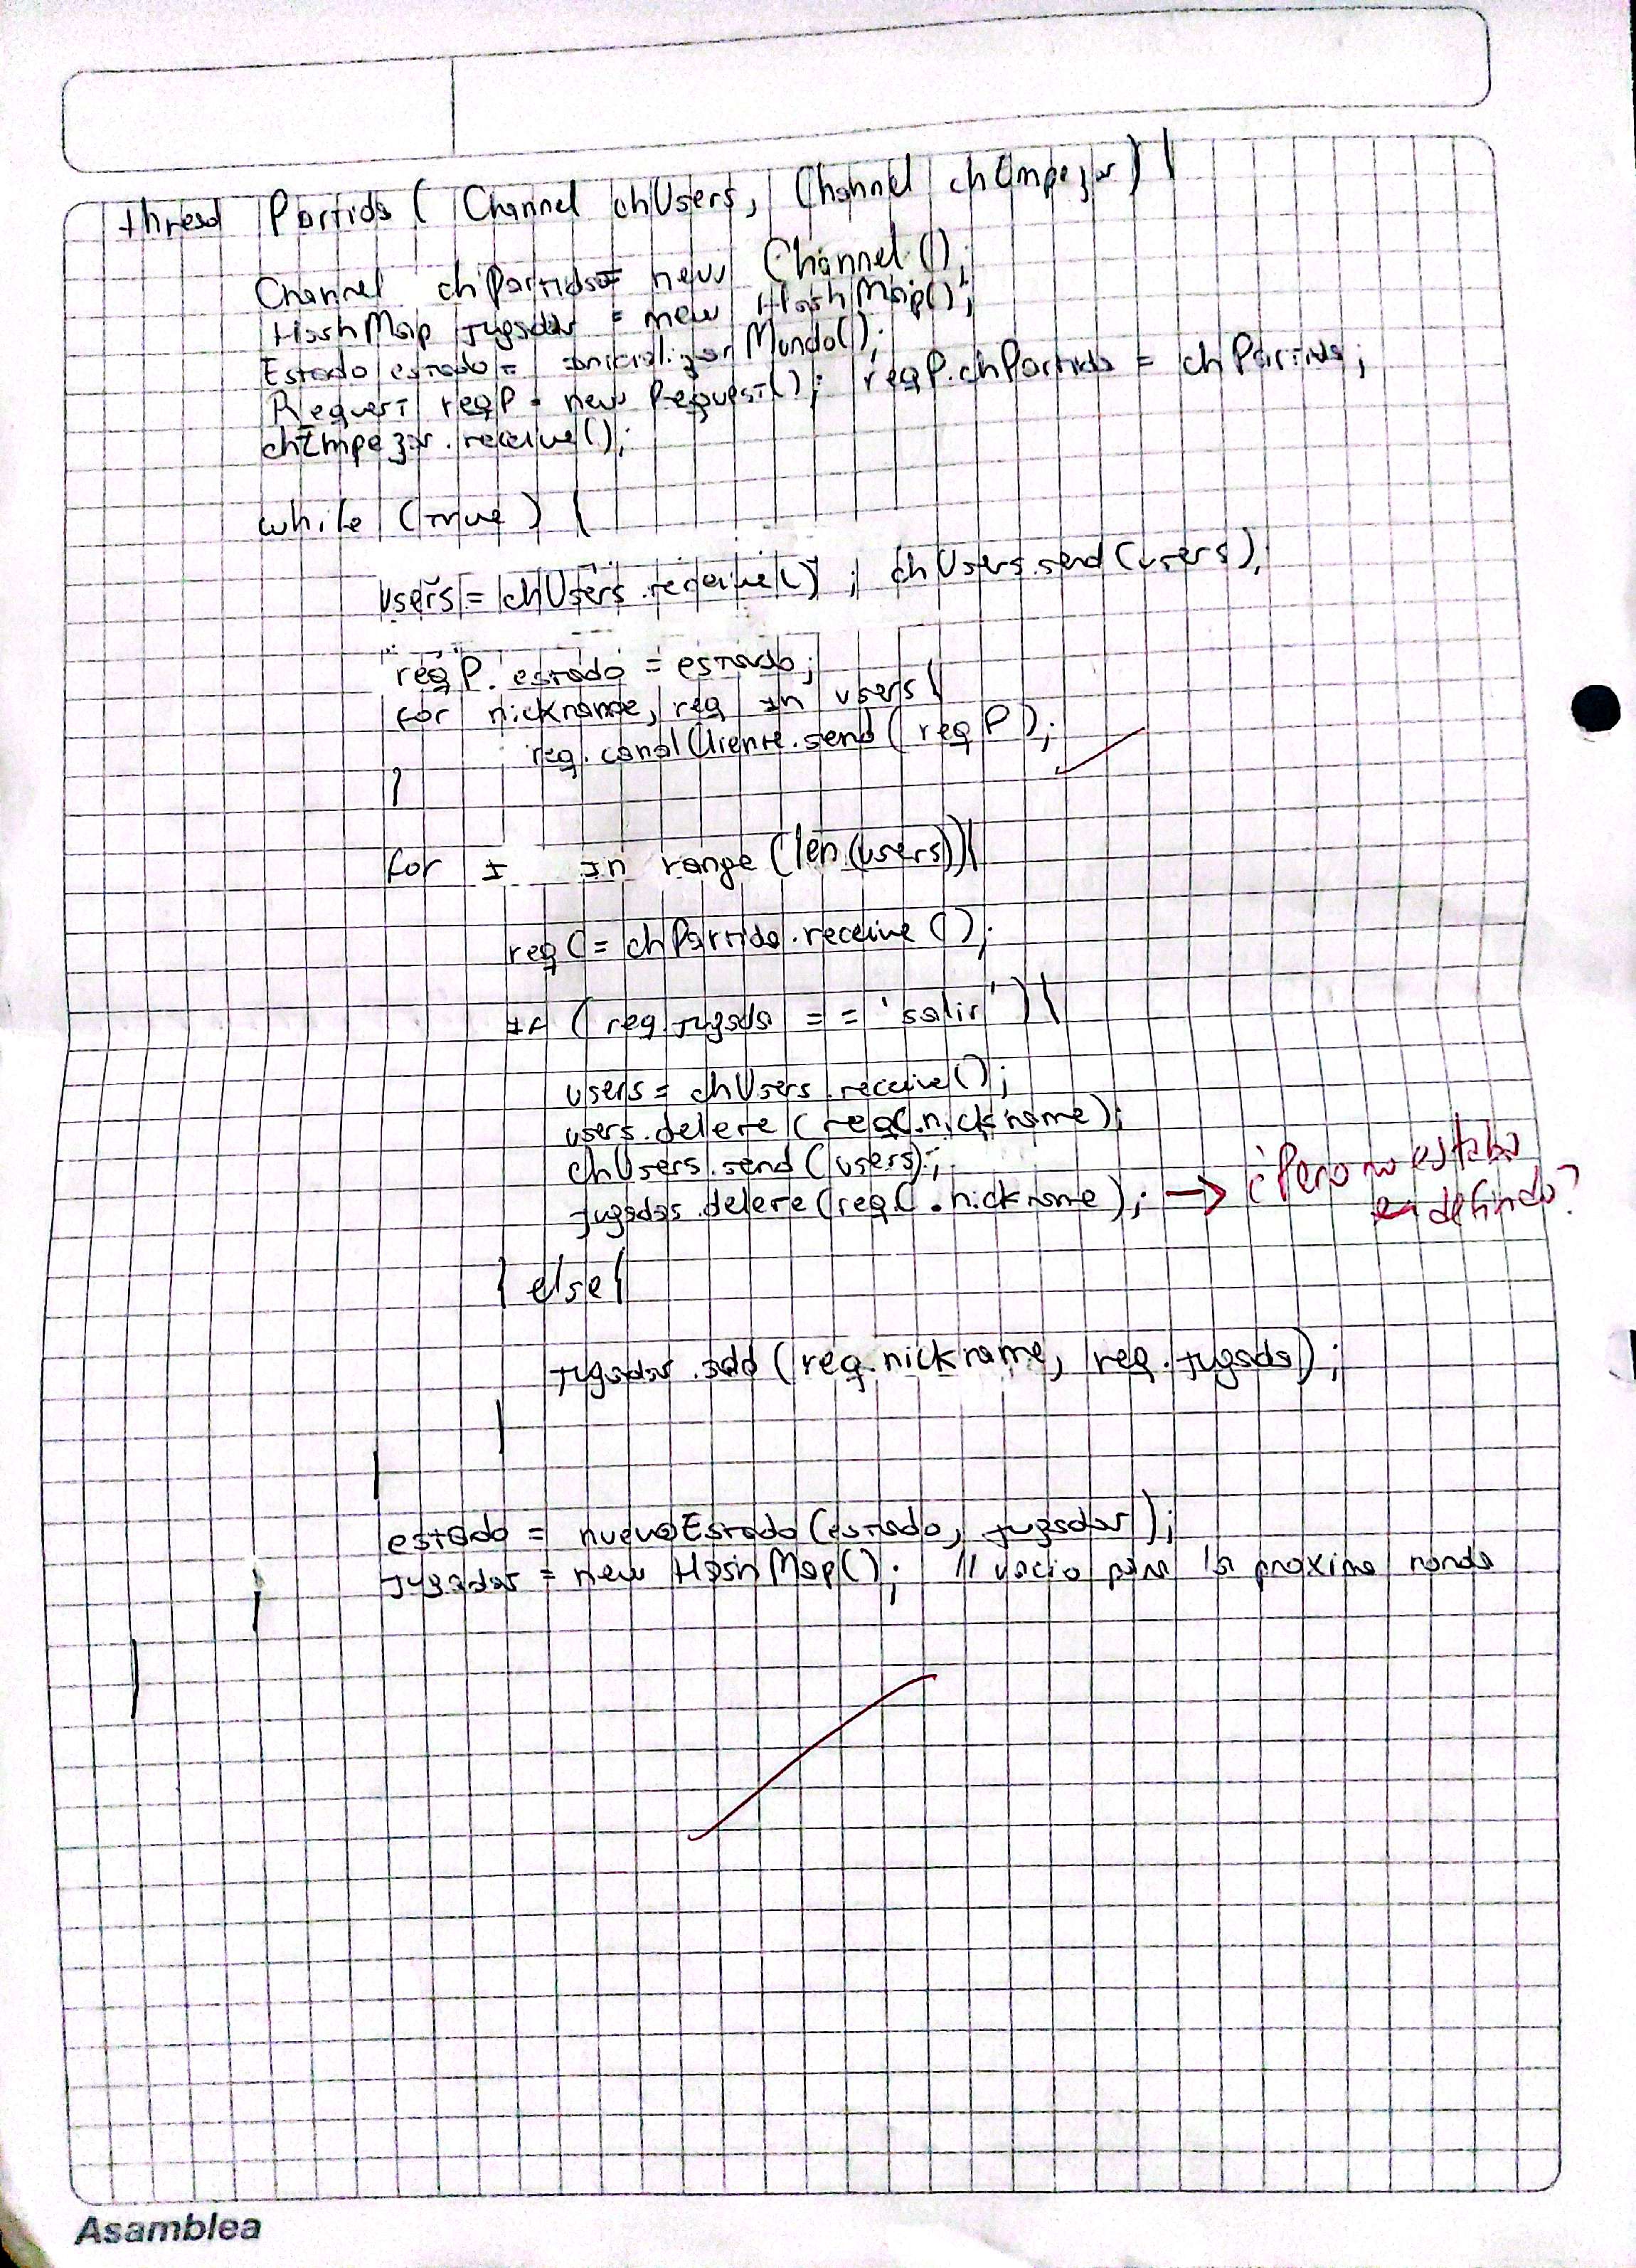 thread Partida ( Channel chUsers, Channel chEmpezar ) {
Channel chPartida = new Channel();
HashMap jugadas = new HashMap();
Estado estado = inicializarMundo();
Request reqP = new Request(); reqP.chPartida = chPartida;
chEmpezar.receive();
while (true) {
users = chUsers.receive() ; chUsers.send(users);
reqP.estado = estado;
for nickname, req in users {
req.canalCliente.send( reqP );
}
for i in range (len(users)) {
reqC = chPartida.receive();
if ( req.jugada == 'salir' ) {
users = chUsers.receive();
users.delete (reqC.nickname);
chUsers.send (users);
jugadas.delete (reqC.nickname); → ¿Pero no estaba
definido?
} else {
jugadas.add (req.nickname, req.jugada);
}
}
estado = nuevoEstado (estado, jugadas);
jugadas = new HashMap(); // vacio para la proxima ronda
}
}
Asamblea